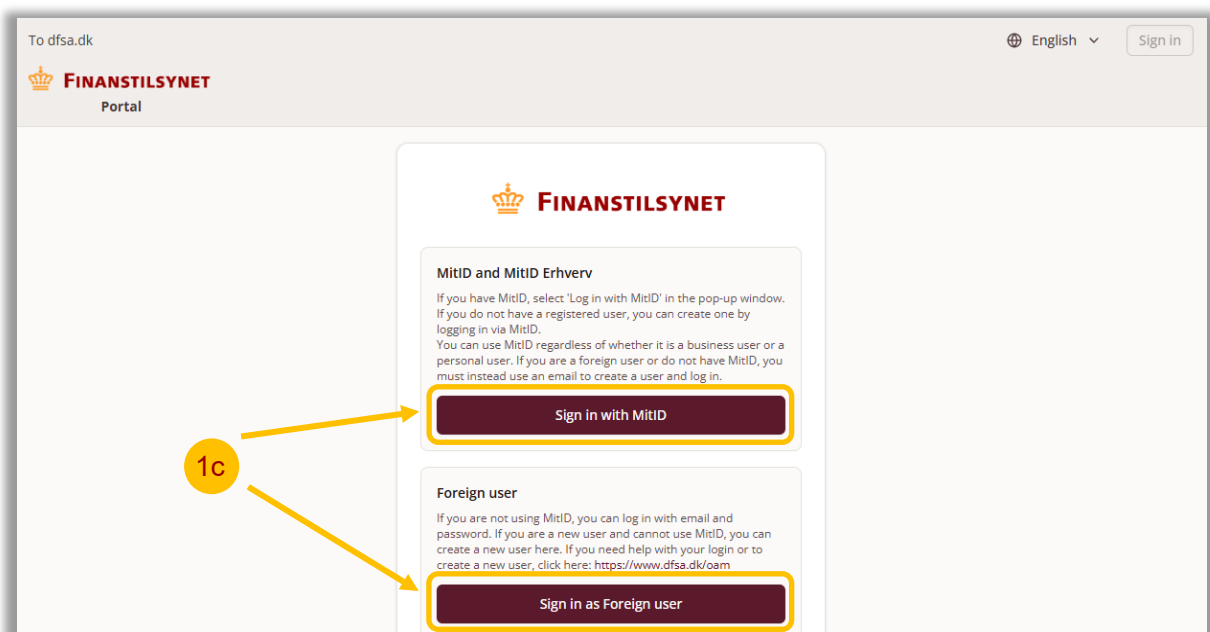 To dfsa.dk
English
Sign in
FINANSTILSYNET
Portal
FINANSTILSYNET
MitID and MitID Erhverv
If you have MitID, select 'Log in with MitID' in the pop-up window.
If you do not have a registered user, you can create one by
logging in via MitID.
You can use MitID regardless of whether it is a business user or a
personal user. If you are a foreign user or do not have MitID, you
must instead use an email to create a user and log in.
Sign in with MitID
1c
Foreign user
If you are not using MitID, you can log in with email and
password. If you are a new user and cannot use MitID, you can
create a new user here. If you need help with your login or to
create a new user, click here: https://www.dfsa.dk/oam
Sign in as Foreign user